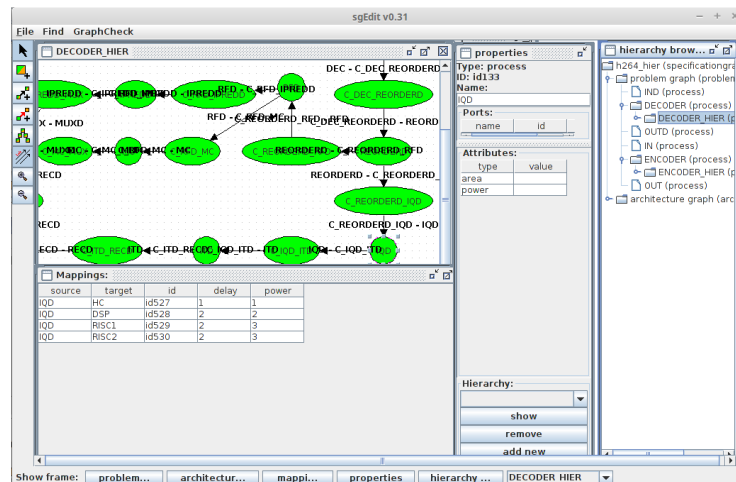 sgEdit v0.31
File Find GraphCheck
DECODER_HIER
DEC - C_DEC_REORDERD
C_DEC_REORDERD
C_RFD_MC
C_REORDERD_RFD
REORDERD - C_REORDERD_
C_REORDERD_IQD
C_REORDERD_IQD - IQD
IQD
properties
Type: process
ID: id133
Name:
IQD
Ports:
name id
Attributes:
type value
area
power
Hierarchy:
show
remove
add new
hierarchy brow...
h264_hier (specificationgra
problem graph (problen
IND (process)
DECODER (process)
DECODER_HIER (p
OUTD (process)
IN (process)
ENCODER (process)
ENCODER_HIER (p
OUT (process)
architecture graph (arc
Mappings:
source target id delay power
IQD HC id527 1 1
IQD DSP id528 2 2
IQD RISC1 id529 2 3
IQD RISC2 id530 2 3
Show frame: problem... architectur... mappi... properties hierarchy ... DECODER_HIER